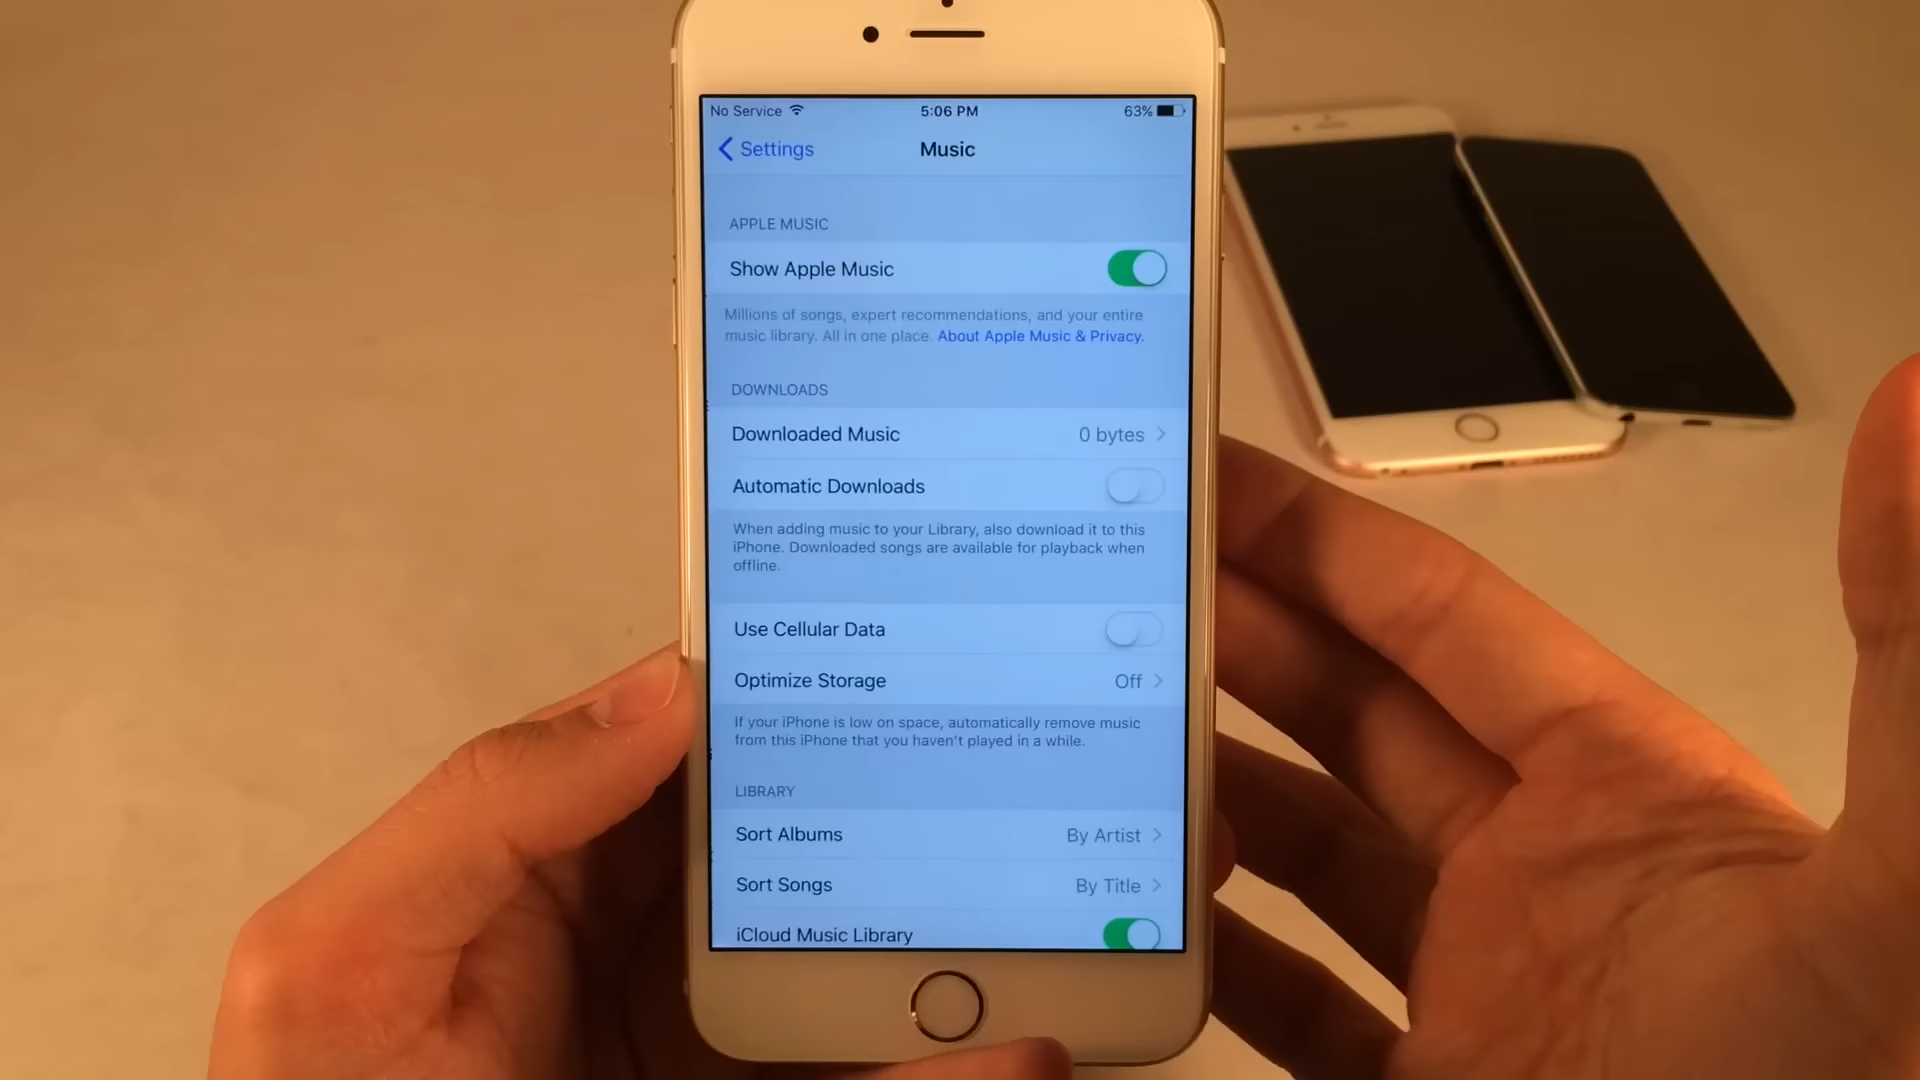 No Service 5:06 PM 63%
Settings Music
APPLE MUSIC
Show Apple Music
Millions of songs, expert recommendations, and your entire
music library. All in one place. About Apple Music & Privacy.
DOWNLOADS
Downloaded Music 0 bytes
Automatic Downloads
When adding music to your Library, also download it to this
iPhone. Downloaded songs are available for playback when
offline.
Use Cellular Data
Optimize Storage Off
If your iPhone is low on space, automatically remove music
from this iPhone that you haven't played in a while.
LIBRARY
Sort Albums By Artist
Sort Songs By Title
iCloud Music Library